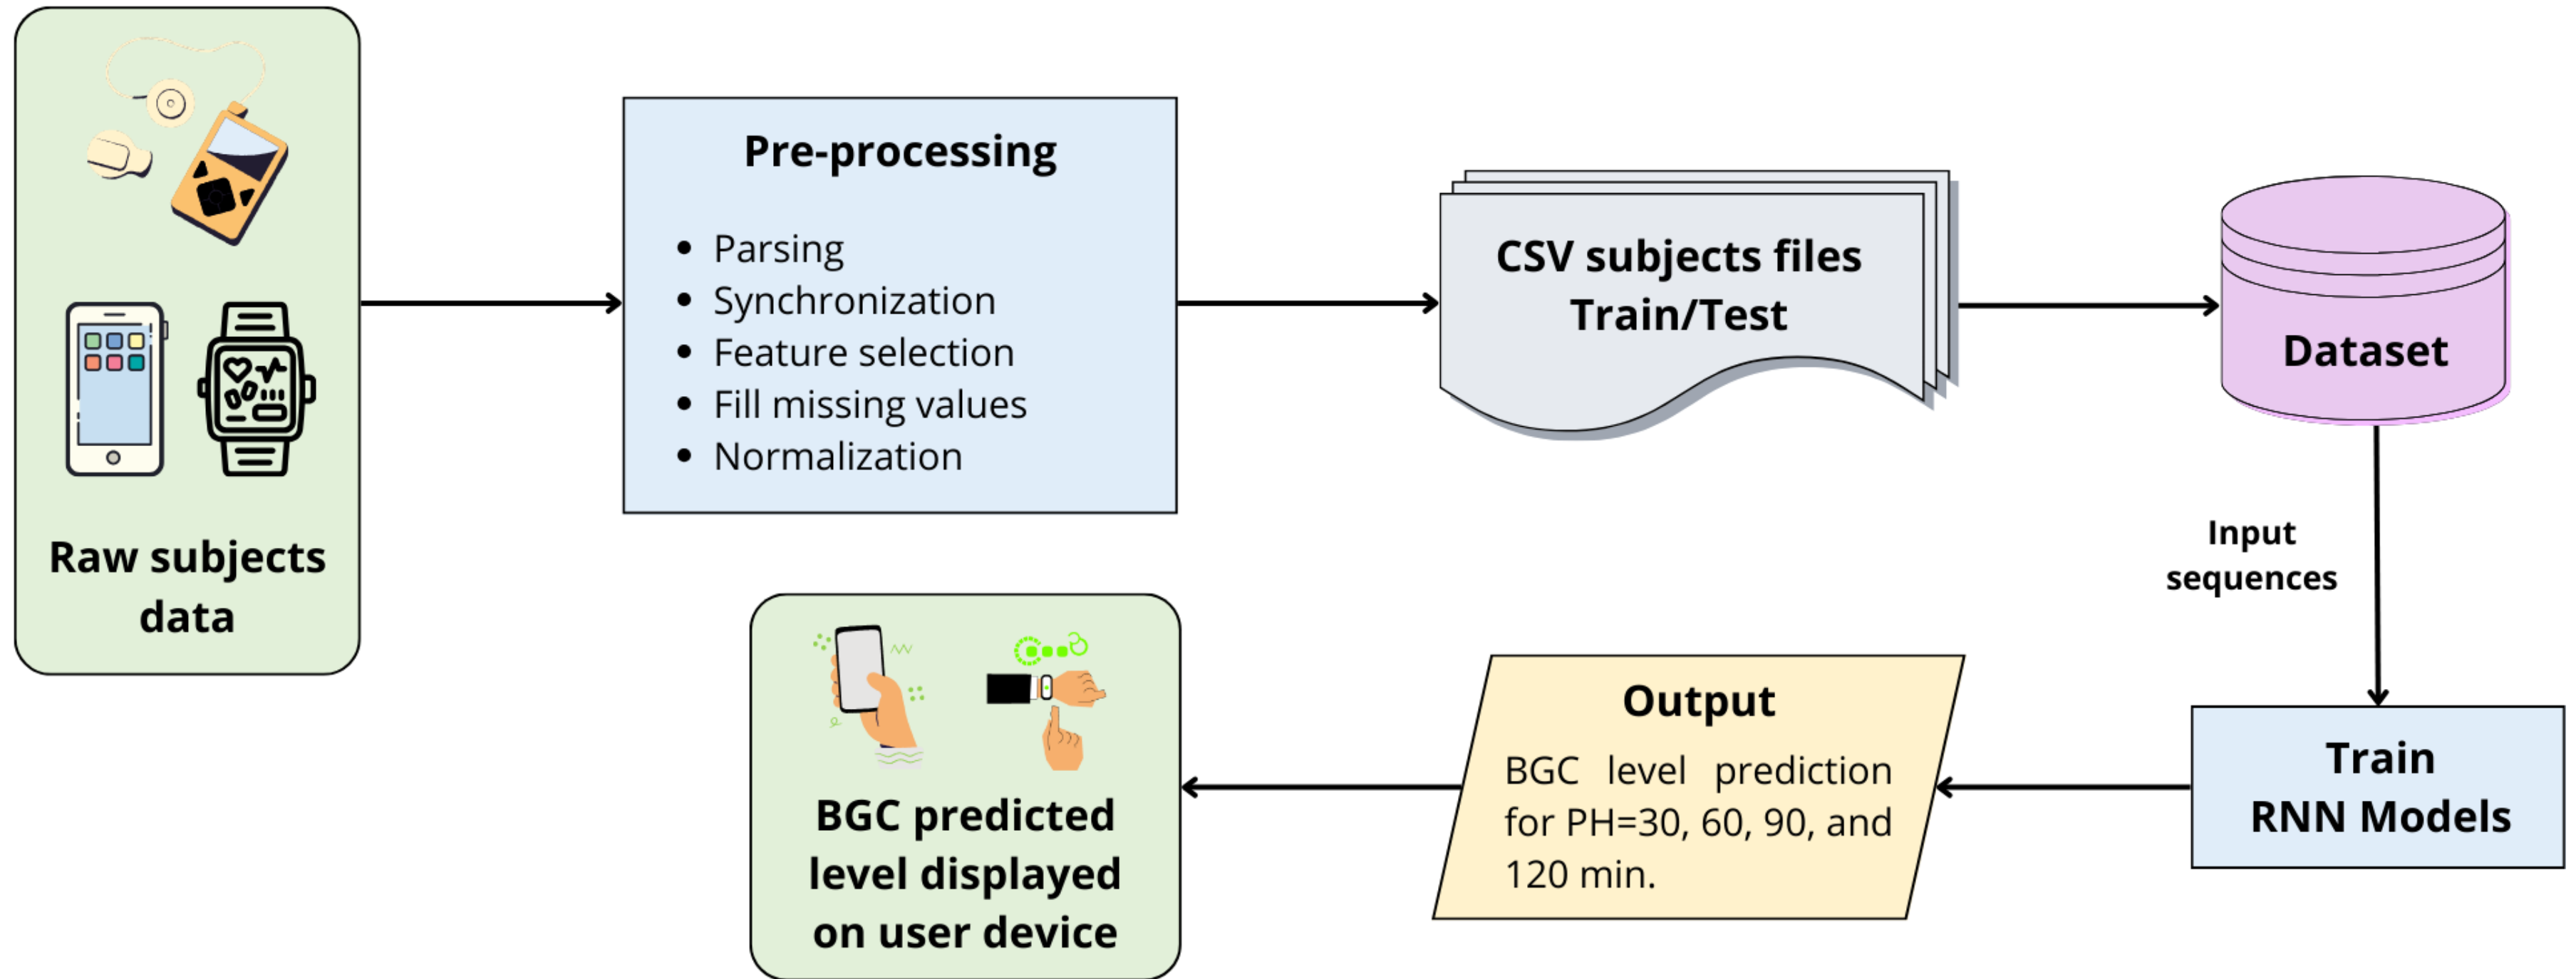 Raw subjects
data
Pre-processing
• Parsing
• Synchronization
• Feature selection
• Fill missing values
• Normalization
CSV subjects files
Train/Test
Dataset
Input
sequences
Train
RNN Models
Output
BGC level prediction
for PH=30, 60, 90, and
120 min.
BGC predicted
level displayed
on user device